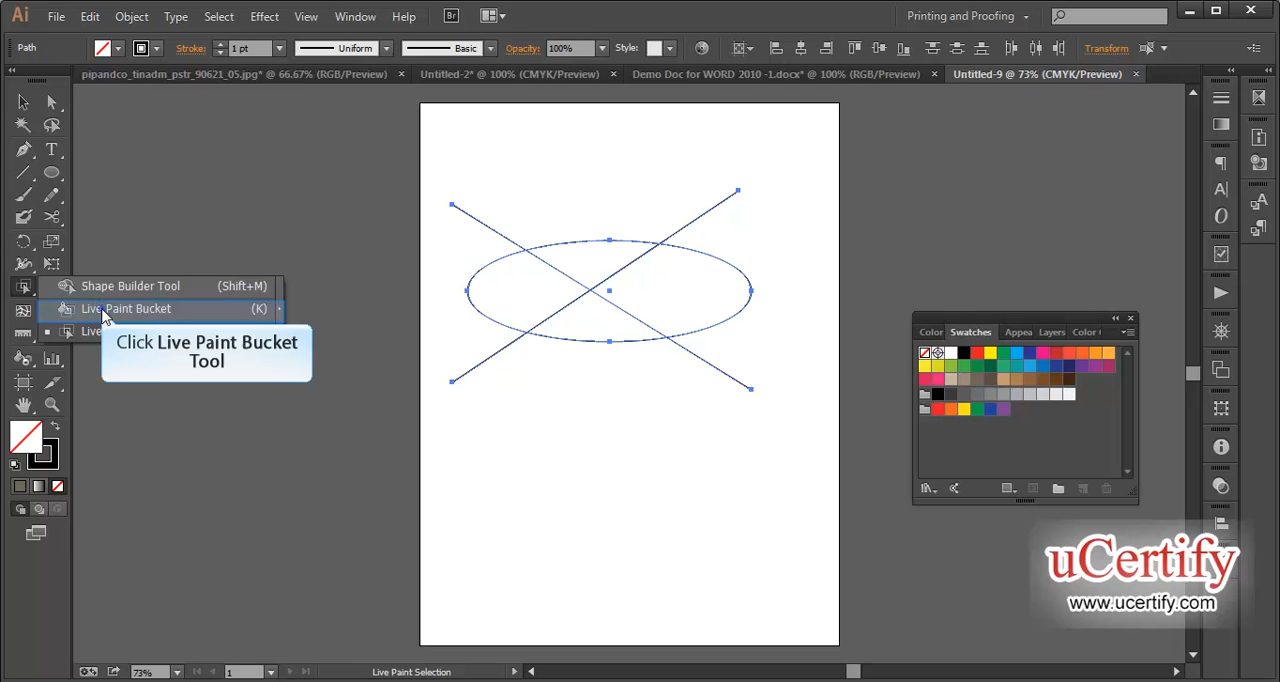 Ai File Edit Object Type Select Effect View Window Help Br Printing and Proofing
Path Stroke: 1 pt Uniform Basic Opacity: 100% Style: Transform
pipandco_tinadm_pstr_90621_05.jpg* @ 66.67% (RGB/Preview) × Untitled-2* @ 100% (CMYK/Preview) × Demo Doc for WORD 2010 -1.docx* @ 100% (RGB/Preview) × Untitled-9 @ 73% (CMYK/Preview) ×
Shape Builder Tool (Shift+M)
Live Paint Bucket (K)
Live
Click Live Paint Bucket
Tool
Color Swatches Appea Layers Color
uCertify
www.ucertify.com
73% 1 Live Paint Selection